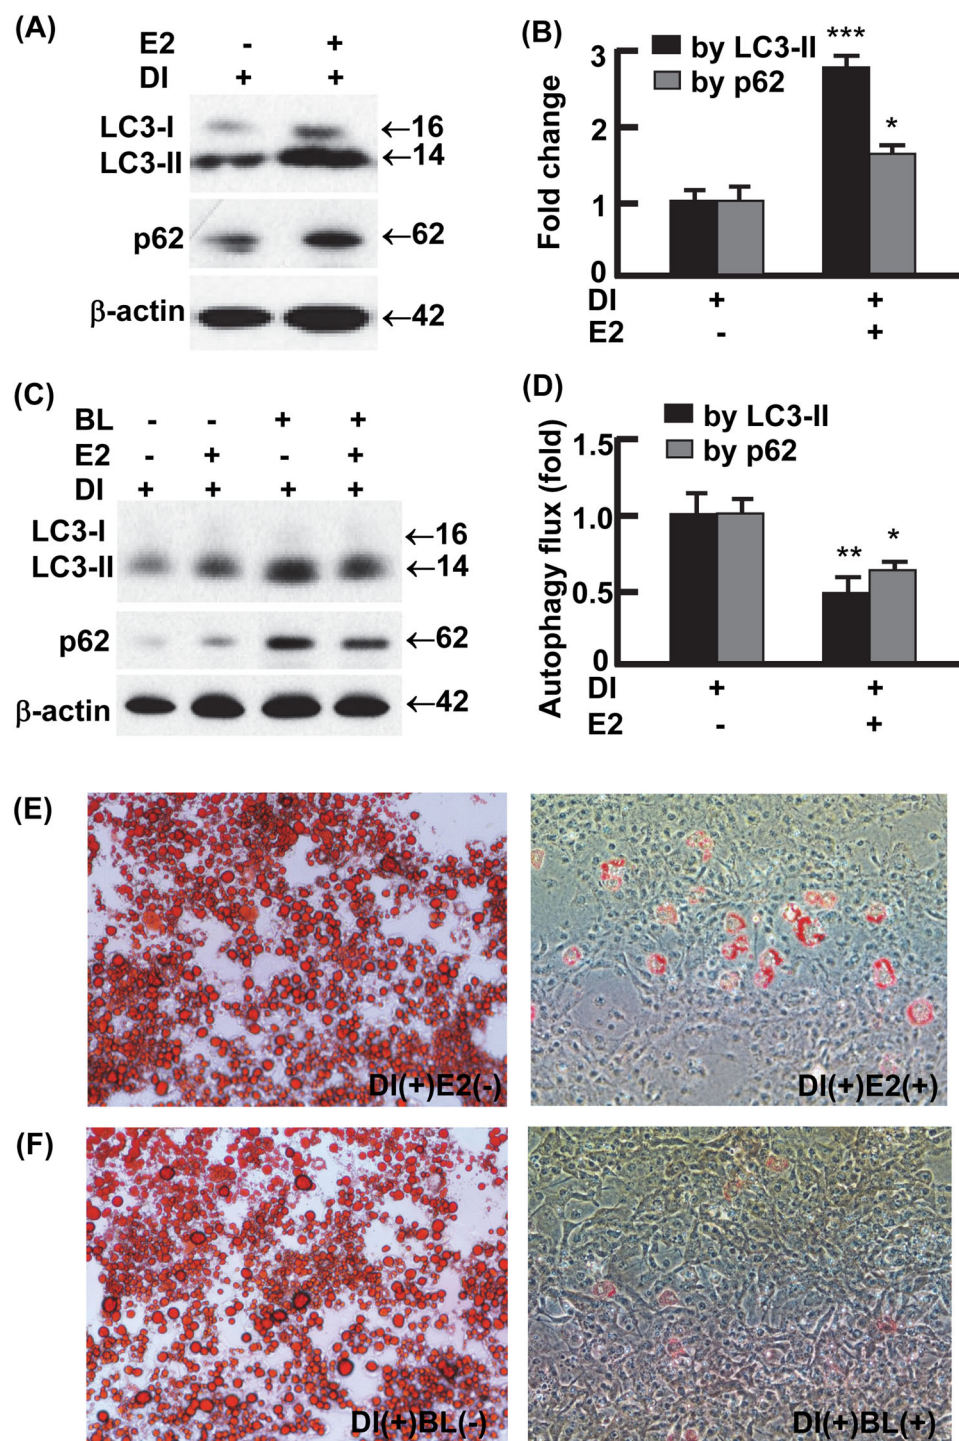 (A)
E2 - +
DI + +
LC3-I ←16
LC3-II ←14
p62 ←62
β-actin ←42
(B)
***
by LC3-II
by p62
*
Fold change
3
2
1
0
DI + +
E2 - +
(C)
BL - - + +
E2 - + - +
DI + + + +
LC3-I ←16
LC3-II ←14
p62 ←62
β-actin ←42
(D)
by LC3-II
by p62
** *
Autophagy flux (fold)
1.5
1.0
0.5
0
DI + +
E2 - +
(E)
DI(+)E2(-)
DI(+)E2(+)
(F)
DI(+)BL(-)
DI(+)BL(+)